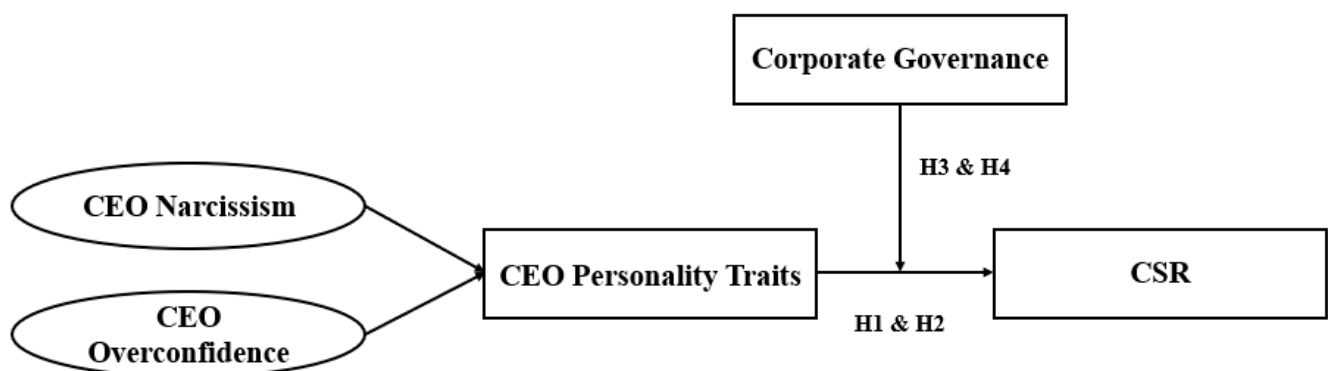 Corporate Governance
H3 & H4
CEO Narcissism
CEO Personality Traits
CSR
CEO
Overconfidence
H1 & H2